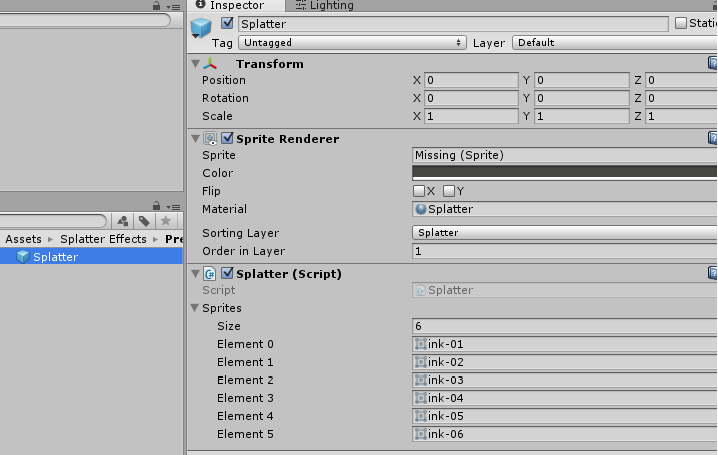 Inspector Lighting
Splatter
Tag Untagged Layer Default
Transform
Position X 0 Y 0 Z 0
Rotation X 0 Y 0 Z 0
Scale X 1 Y 1 Z 1
Sprite Renderer
Sprite Missing (Sprite)
Color
Flip X Y
Material Splatter
Sorting Layer Splatter
Order in Layer 1
Assets Splatter Effects Pre
Splatter
Splatter (Script)
Script Splatter
Sprites
Size 6
Element 0 ink-01
Element 1 ink-02
Element 2 ink-03
Element 3 ink-04
Element 4 ink-05
Element 5 ink-06